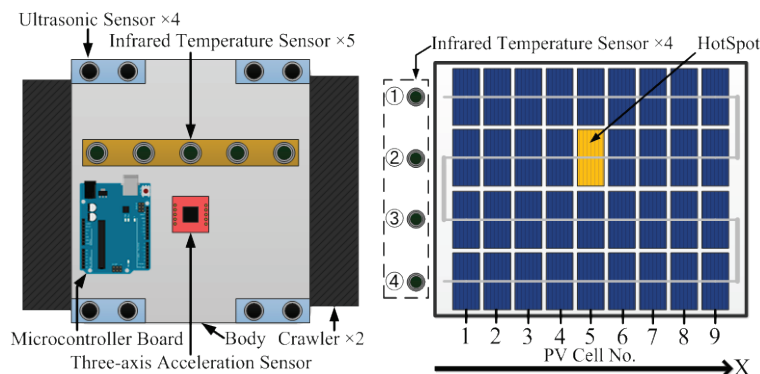 Ultrasonic Sensor ×4
Infrared Temperature Sensor ×5
Microcontroller Board
Body
Crawler ×2
Three-axis Acceleration Sensor
Infrared Temperature Sensor ×4
HotSpot
①
②
③
④
1 2 3 4 5 6 7 8 9
PV Cell No.
X